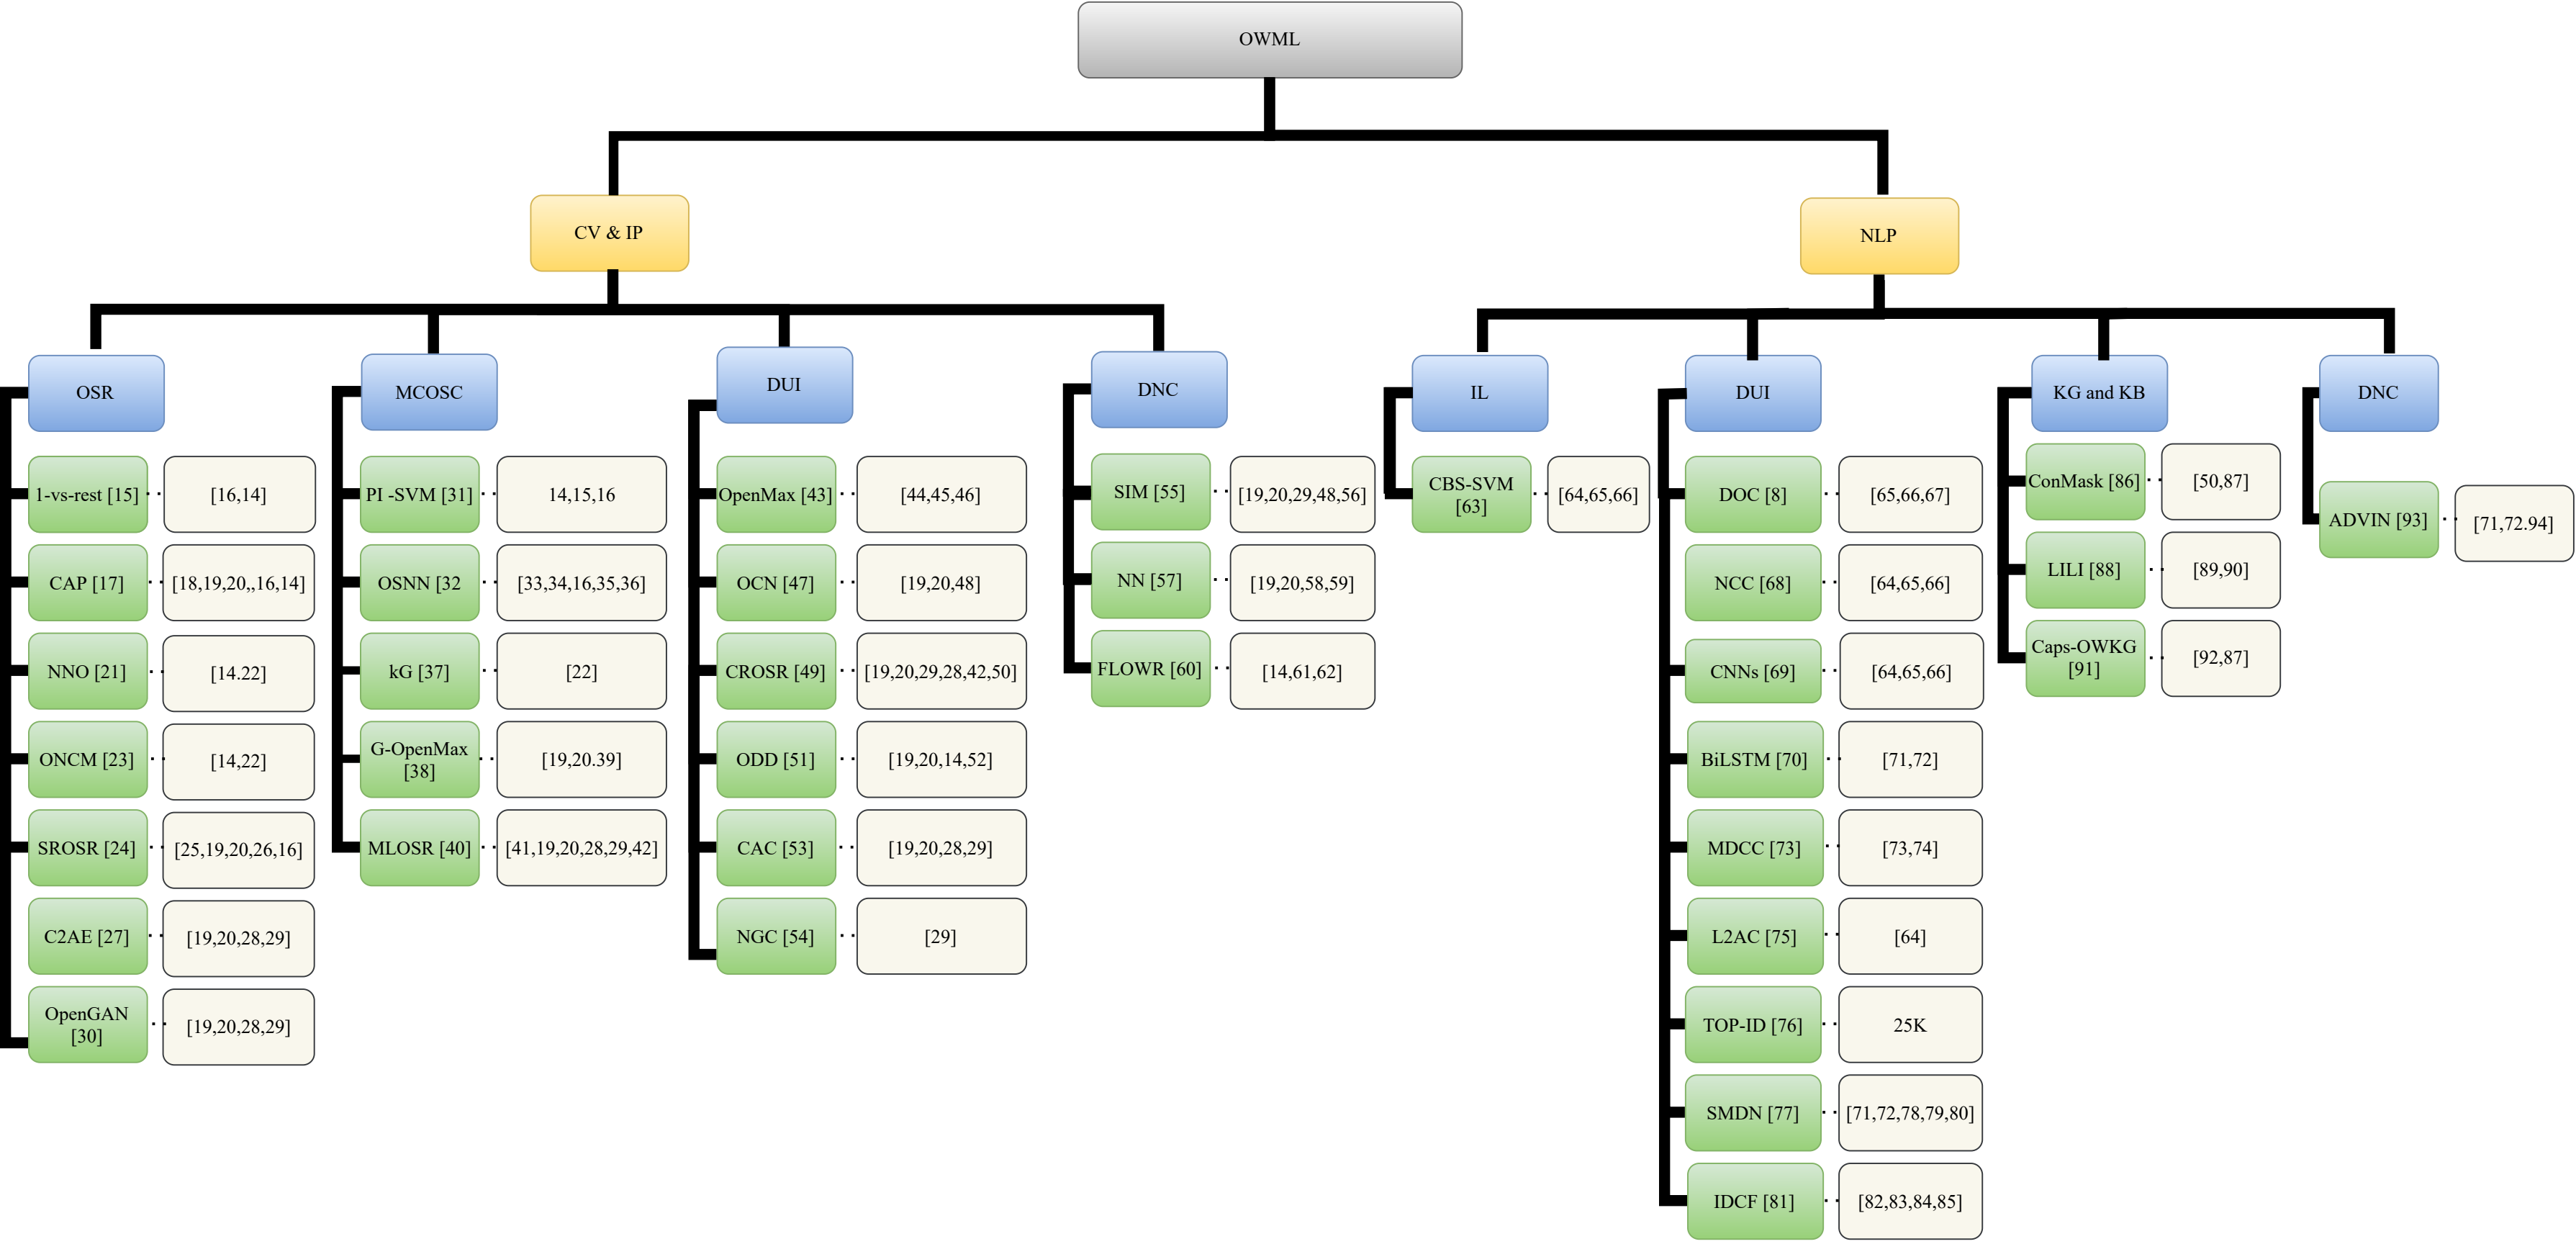 OWML
CV & IP
NLP
OSR
MCOSC
DUI
DNC
IL
DUI
KG and KB
DNC
1-vs-rest [15]
[16,14]
CAP [17]
[18,19,20,,16,14]
NNO [21]
[14.22]
ONCM [23]
[14,22]
SROSR [24]
[25,19,20,26,16]
C2AE [27]
[19,20,28,29]
OpenGAN
[30]
[19,20,28,29]
PI -SVM [31]
14,15,16
OSNN [32
[33,34,16,35,36]
kG [37]
[22]
G-OpenMax
[38]
[19,20.39]
MLOSR [40]
[41,19,20,28,29,42]
OpenMax [43]
[44,45,46]
OCN [47]
[19,20,48]
CROSR [49]
[19,20,29,28,42,50]
ODD [51]
[19,20,14,52]
CAC [53]
[19,20,28,29]
NGC [54]
[29]
SIM [55]
[19,20,29,48,56]
NN [57]
[19,20,58,59]
FLOWR [60]
[14,61,62]
CBS-SVM
[63]
[64,65,66]
DOC [8]
[65,66,67]
NCC [68]
[64,65,66]
CNNs [69]
[64,65,66]
BiLSTM [70]
[71,72]
MDCC [73]
[73,74]
L2AC [75]
[64]
TOP-ID [76]
25K
SMDN [77]
[71,72,78,79,80]
IDCF [81]
[82,83,84,85]
ConMask [86]
[50,87]
LILI [88]
[89,90]
Caps-OWKG
[91]
[92,87]
ADVIN [93]
[71,72.94]